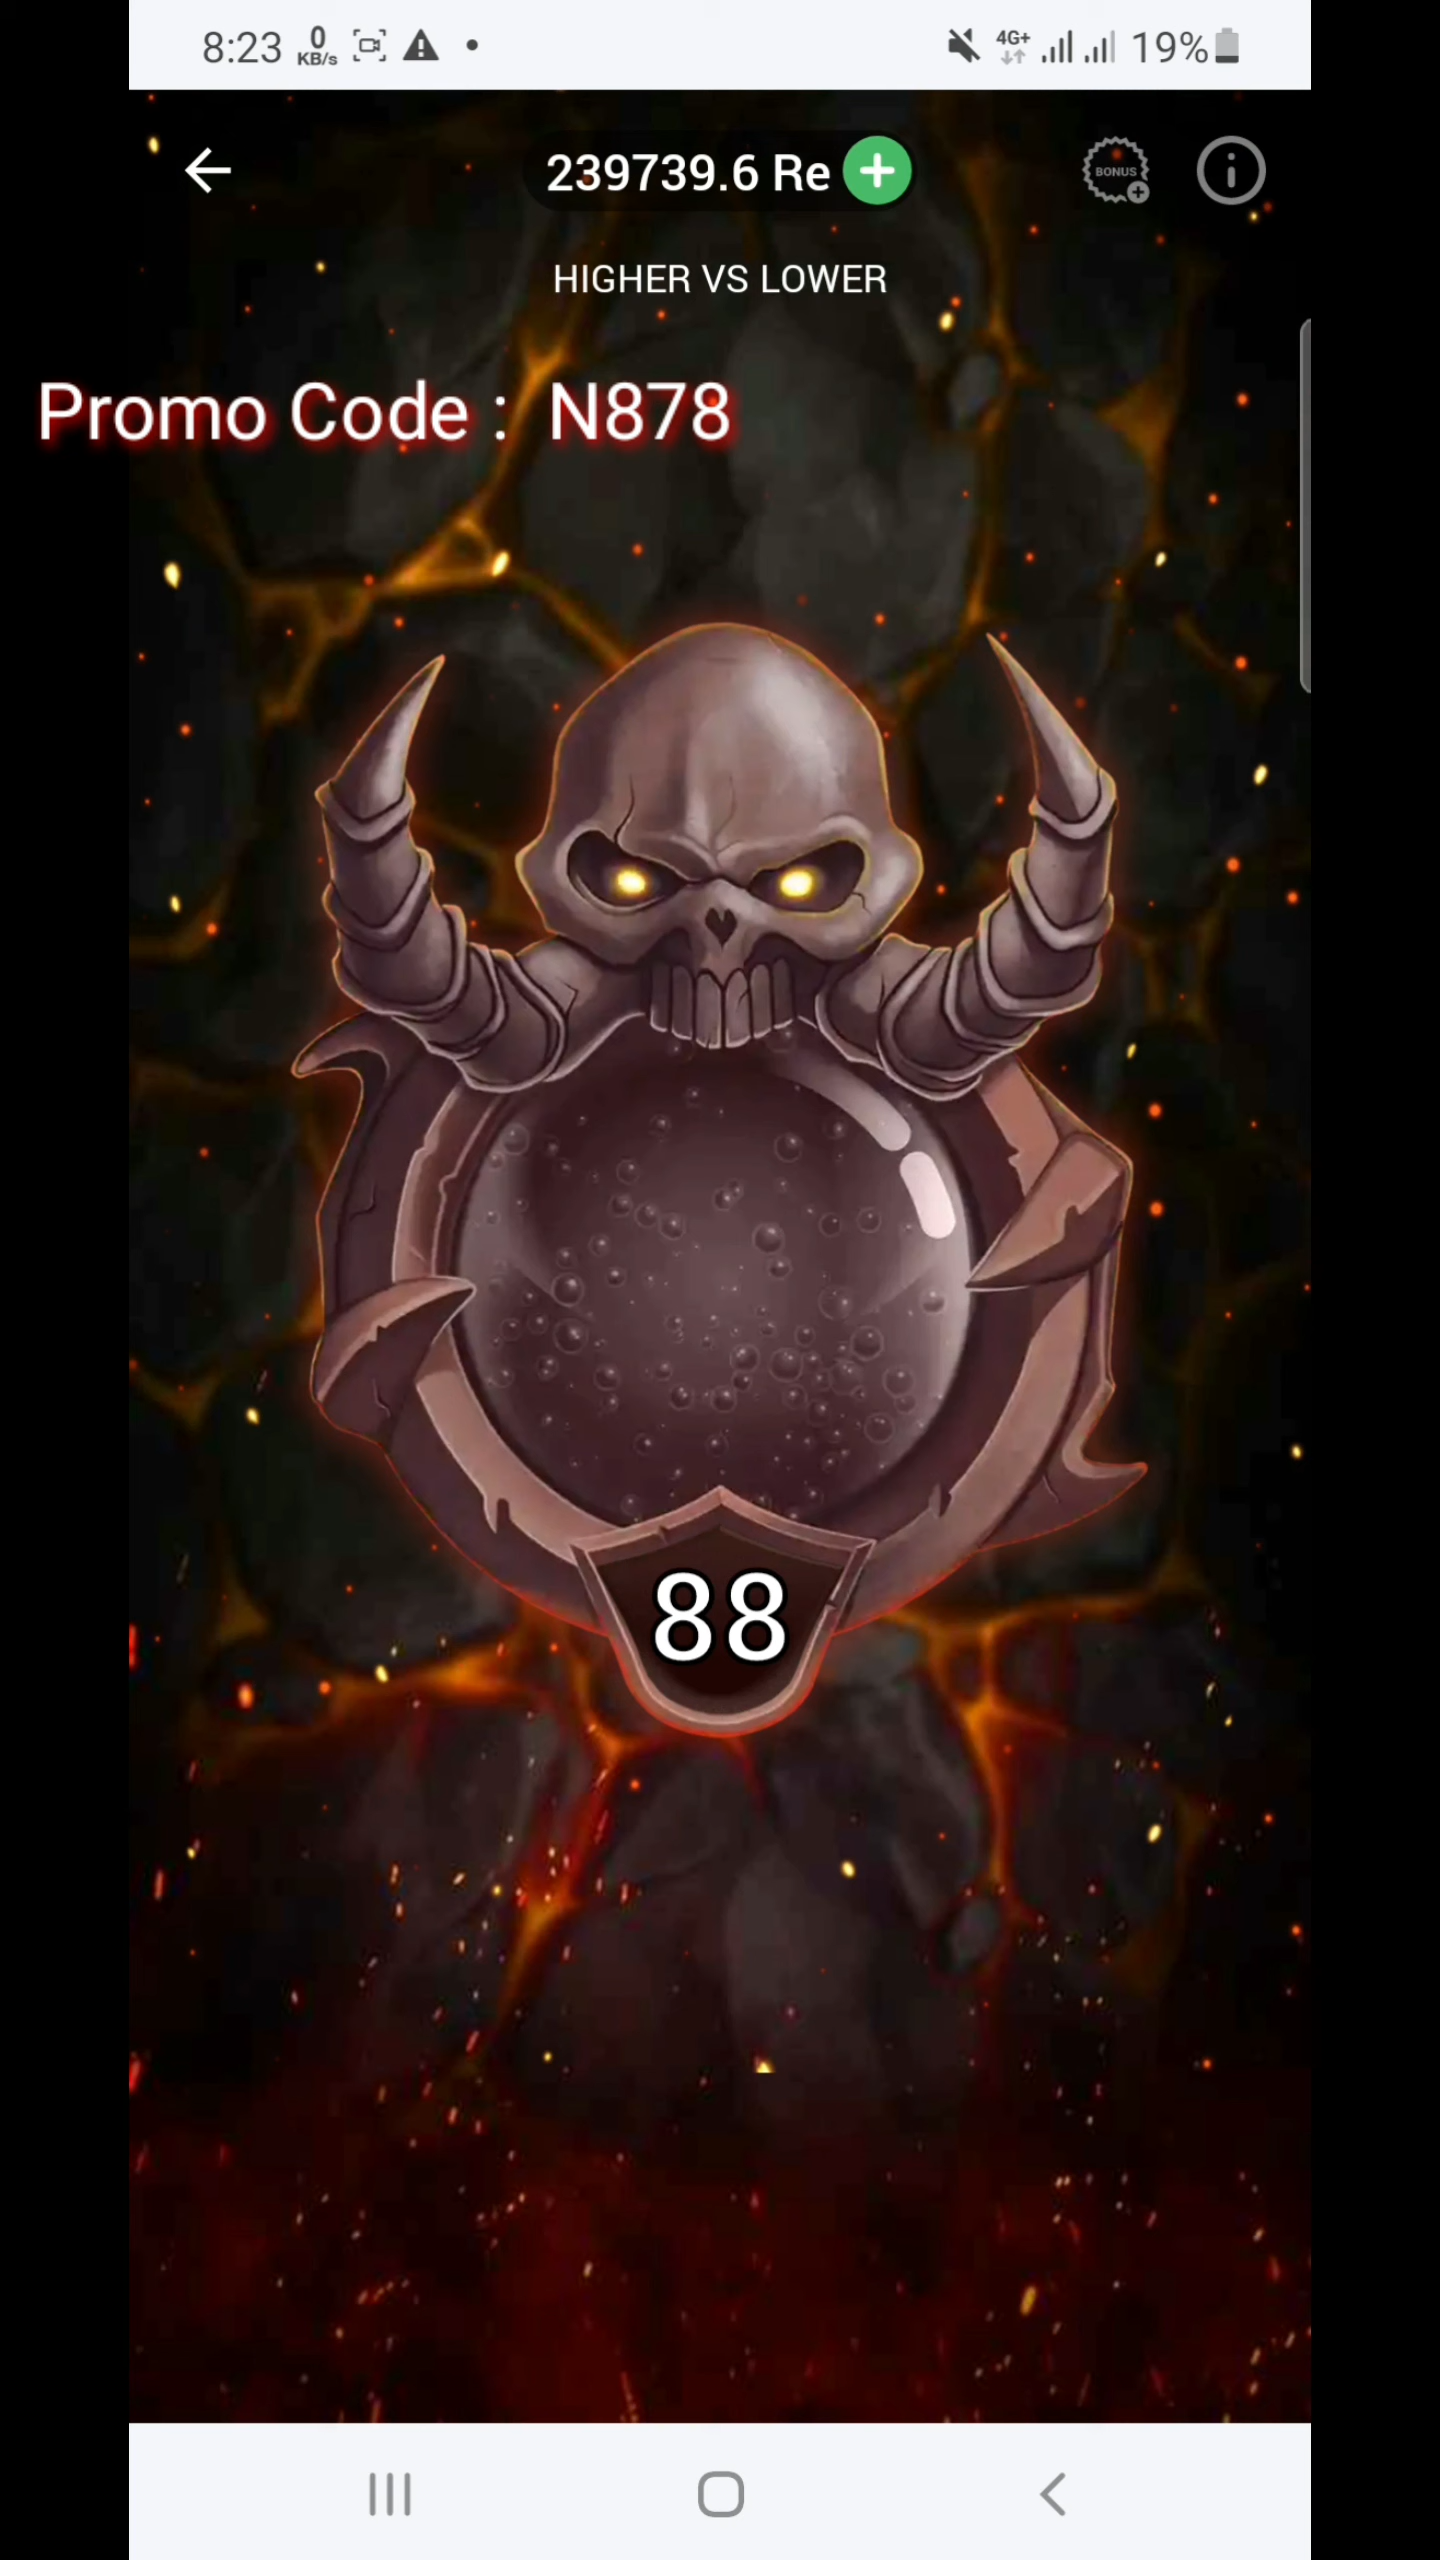 8:23 0 KB/s 4G+ 19%
239739.6 Re BONUS
HIGHER VS LOWER
Promo Code : N878
88